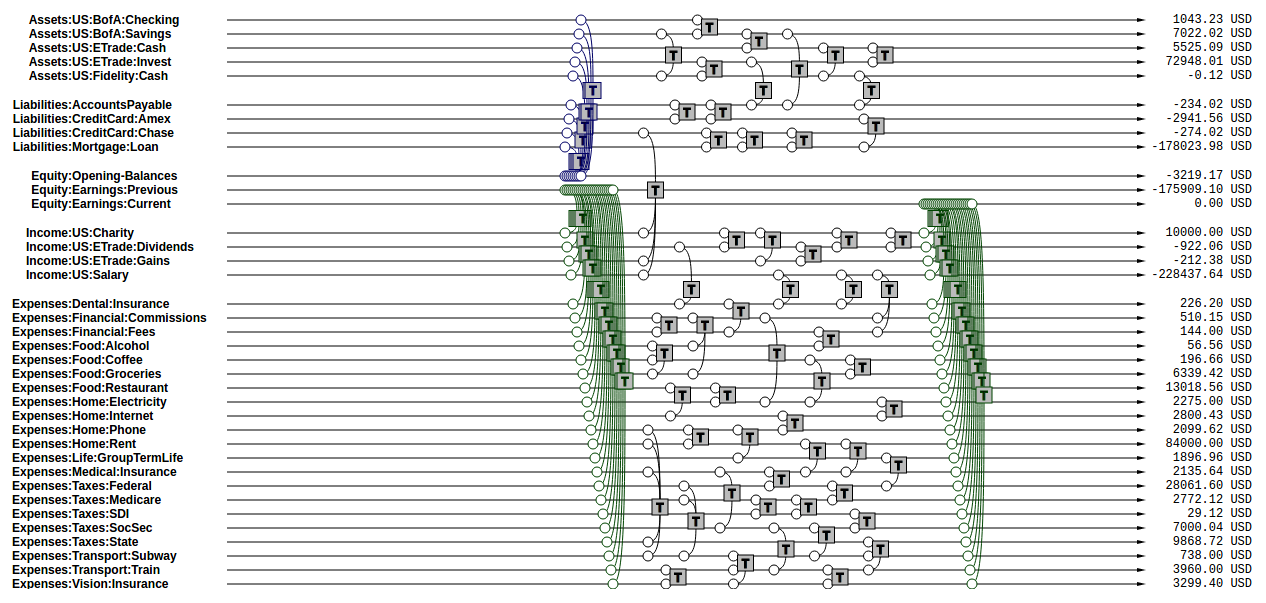 Assets:US:BofA:Checking 1043.23 USD
Assets:US:BofA:Savings 7022.02 USD
Assets:US:ETrade:Cash 5525.09 USD
Assets:US:ETrade:Invest 72948.01 USD
Assets:US:Fidelity:Cash -0.12 USD
Liabilities:AccountsPayable -234.02 USD
Liabilities:CreditCard:Amex -2941.56 USD
Liabilities:CreditCard:Chase -274.02 USD
Liabilities:Mortgage:Loan -178023.98 USD
Equity:Opening-Balances -3219.17 USD
Equity:Earnings:Previous -175909.10 USD
Equity:Earnings:Current 0.00 USD
Income:US:Charity 10000.00 USD
Income:US:ETrade:Dividends -922.06 USD
Income:US:ETrade:Gains -212.38 USD
Income:US:Salary -228437.64 USD
Expenses:Dental:Insurance 226.20 USD
Expenses:Financial:Commissions 510.15 USD
Expenses:Financial:Fees 144.00 USD
Expenses:Food:Alcohol 56.56 USD
Expenses:Food:Coffee 196.66 USD
Expenses:Food:Groceries 6339.42 USD
Expenses:Food:Restaurant 13018.56 USD
Expenses:Home:Electricity 2275.00 USD
Expenses:Home:Internet 2800.43 USD
Expenses:Home:Phone 2099.62 USD
Expenses:Home:Rent 84000.00 USD
Expenses:Life:GroupTermLife 1896.96 USD
Expenses:Medical:Insurance 2135.64 USD
Expenses:Taxes:Federal 28061.60 USD
Expenses:Taxes:Medicare 2772.12 USD
Expenses:Taxes:SDI 29.12 USD
Expenses:Taxes:SocSec 7000.04 USD
Expenses:Taxes:State 9868.72 USD
Expenses:Transport:Subway 738.00 USD
Expenses:Transport:Train 3960.00 USD
Expenses:Vision:Insurance 3299.40 USD